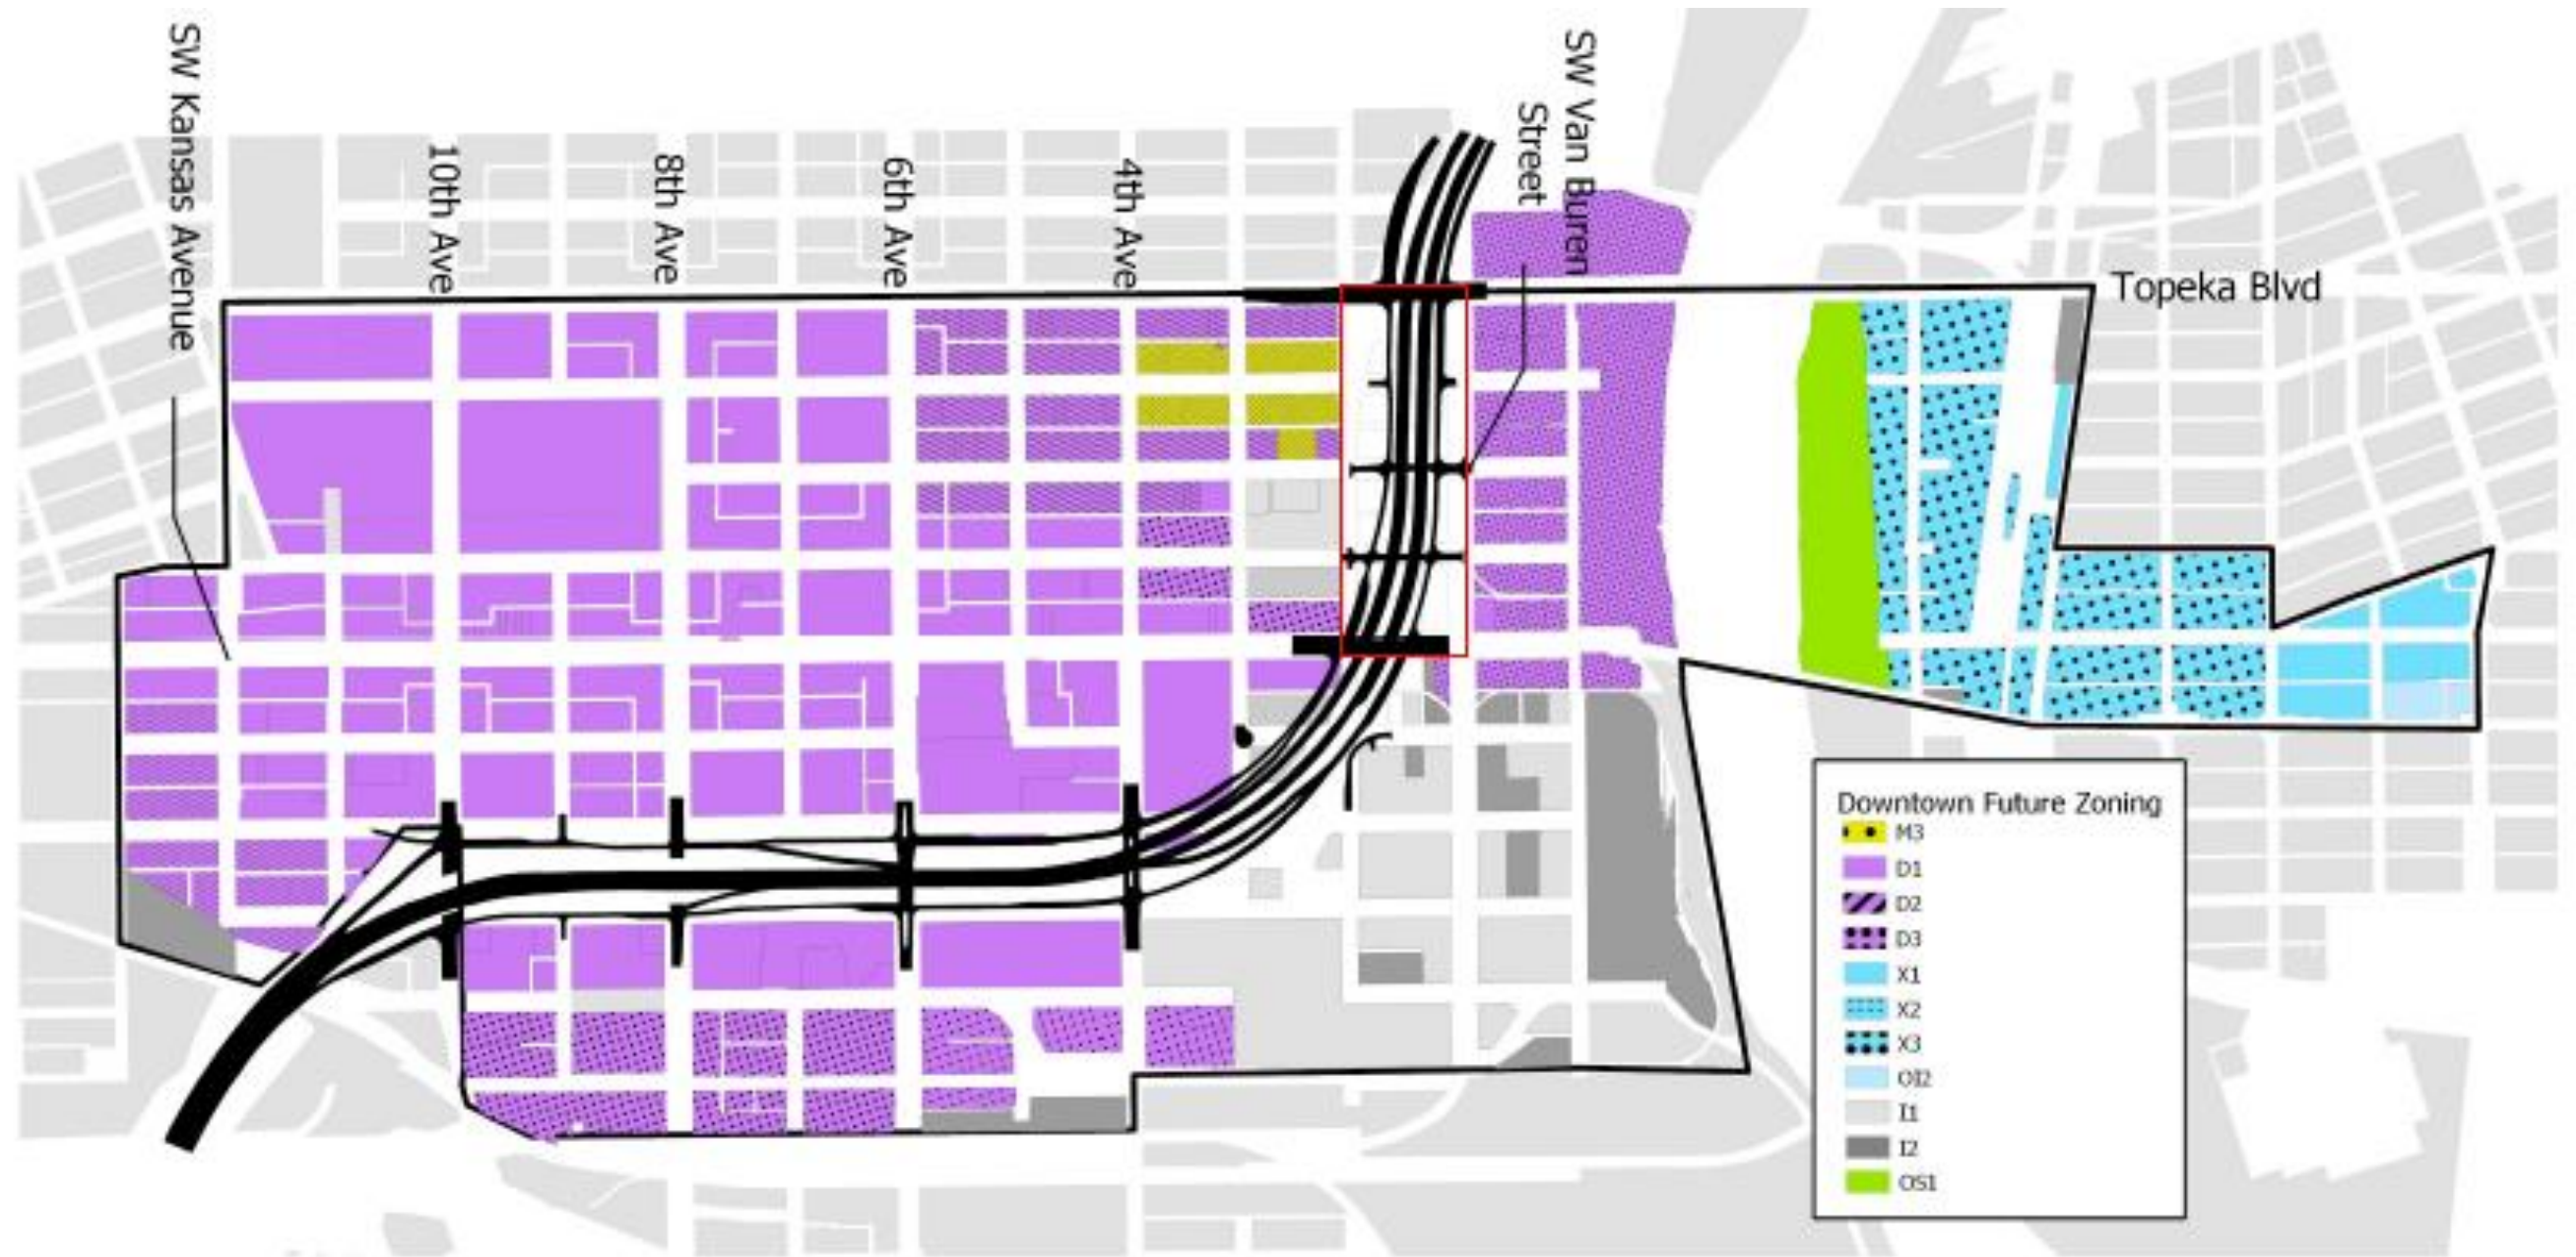 SW Kansas Avenue
10th Ave
8th Ave
6th Ave
4th Ave
SW Van Buren
Street
Topeka Blvd
Downtown Future Zoning
M3
D1
D2
D3
X1
X2
X3
OI2
I1
I2
OS1